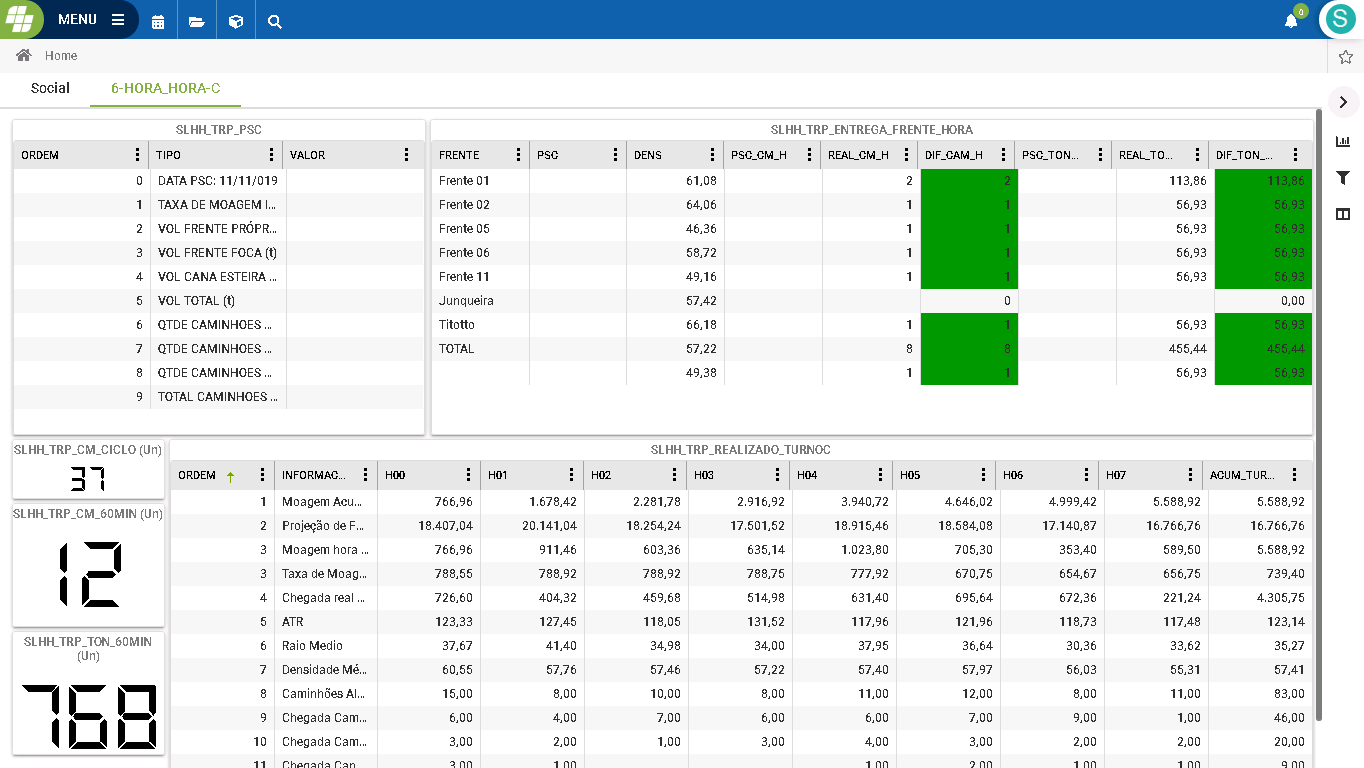 MENU
0
S
Home
Social 6-HORA_HORA-C
SLHH_TRP_PSC
ORDEM TIPO VALOR
0 DATA PSC: 11/11/019
1 TAXA DE MOAGEM I...
2 VOL FRENTE PRÓPR...
3 VOL FRENTE FOCA (t)
4 VOL CANA ESTEIRA ...
5 VOL TOTAL (t)
6 QTDE CAMINHOES ...
7 QTDE CAMINHOES ...
8 QTDE CAMINHOES ...
9 TOTAL CAMINHOES ...
SLHH_TRP_ENTREGA_FRENTE_HORA
FRENTE PSC DENS PSC_CM_H REAL_CM_H DIF_CAM_H PSC_TON... REAL_TO... DIF_TON_...
Frente 01 61,08 2 2 113,86 113,86
Frente 02 64,06 1 1 56,93 56,93
Frente 05 46,36 1 1 56,93 56,93
Frente 06 58,72 1 1 56,93 56,93
Frente 11 49,16 1 1 56,93 56,93
Junqueira 57,42 0 0,00
Titotto 66,18 1 1 56,93 56,93
TOTAL 57,22 8 8 455,44 455,44
49,38 1 1 56,93 56,93
SLHH_TRP_CM_CICLO (Un)
37
SLHH_TRP_CM_60MIN (Un)
12
SLHH_TRP_TON_60MIN
(Un)
768
SLHH_TRP_REALIZADO_TURNOC
ORDEM INFORMAC... H00 H01 H02 H03 H04 H05 H06 H07 ACUM_TUR...
1 Moagem Acu... 766,96 1.678,42 2.281,78 2.916,92 3.940,72 4.646,02 4.999,42 5.588,92 5.588,92
2 Projeção de F... 18.407,04 20.141,04 18.254,24 17.501,52 18.915,46 18.584,08 17.140,87 16.766,76 16.766,76
3 Moagem hora ... 766,96 911,46 603,36 635,14 1.023,80 705,30 353,40 589,50 5.588,92
3 Taxa de Moag... 788,55 788,92 788,92 788,75 777,92 670,75 654,67 656,75 739,40
4 Chegada real ... 726,60 404,32 459,68 514,98 631,40 695,64 672,36 221,24 4.305,75
5 ATR 123,33 127,45 118,05 131,52 117,96 121,96 118,73 117,48 123,14
6 Raio Medio 37,67 41,40 34,98 34,00 37,95 36,64 30,36 33,62 35,27
7 Densidade Mé... 60,55 57,76 57,46 57,22 57,40 57,97 56,03 55,31 57,41
8 Caminhões Al... 15,00 8,00 10,00 8,00 11,00 12,00 8,00 11,00 83,00
9 Chegada Cam... 6,00 4,00 7,00 6,00 6,00 7,00 9,00 1,00 46,00
10 Chegada Cam... 3,00 2,00 1,00 3,00 4,00 3,00 2,00 2,00 20,00
11 Chegada Can... 3,00 1,00 1,00 2,00 1,00 1,00 9,00